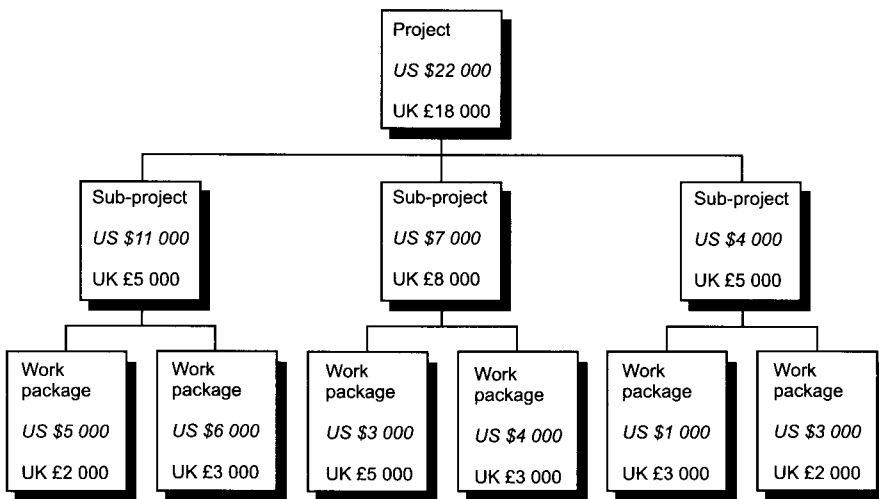 Project
US $22 000
UK £18 000
Sub-project
US $11 000
UK £5 000
Sub-project
US $7 000
UK £8 000
Sub-project
US $4 000
UK £5 000
Work
package
US $5 000
UK £2 000
Work
package
US $6 000
UK £3 000
Work
package
US $3 000
UK £5 000
Work
package
US $4 000
UK £3 000
Work
package
US $1 000
UK £3 000
Work
package
US $3 000
UK £2 000